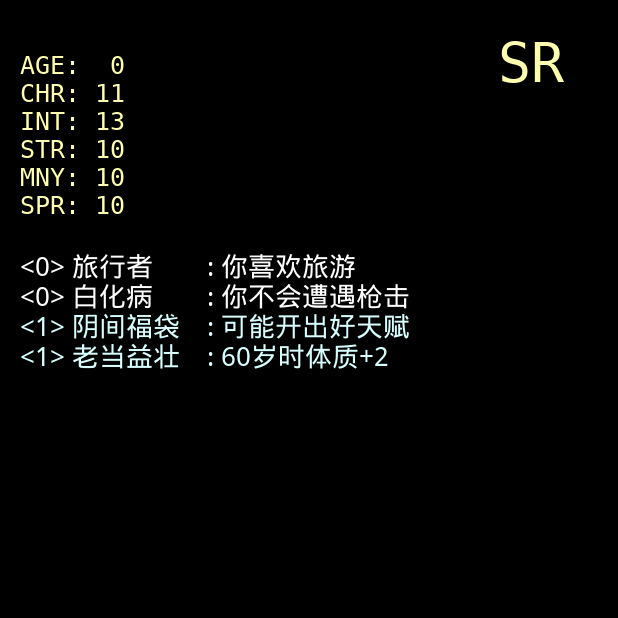 SR
AGE:  0
CHR: 11
INT: 13
STR: 10
MNY: 10
SPR: 10
<0> 旅行者 : 你喜欢旅游
<0> 白化病 : 你不会遭遇枪击
<1> 阴间福袋 : 可能开出好天赋
<1> 老当益壮 : 60岁时体质+2